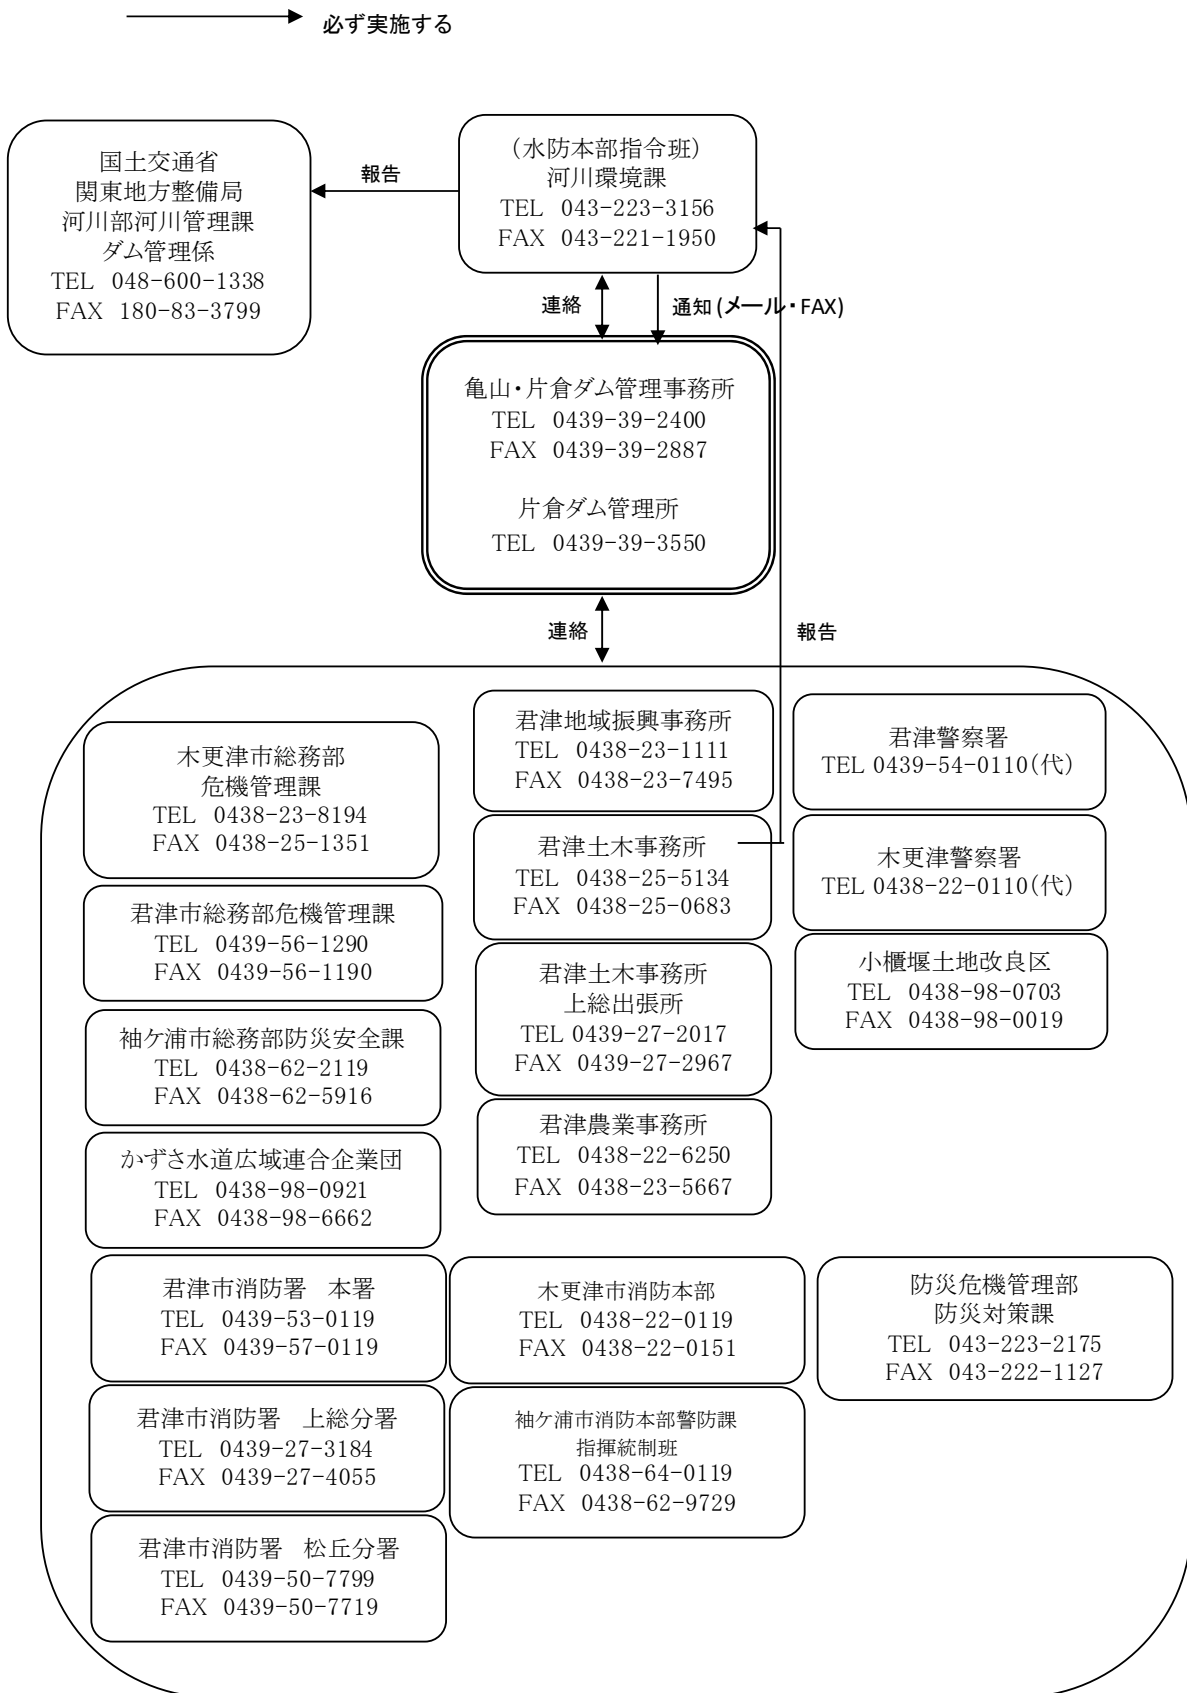 必ず実施する
国土交通省
関東地方整備局
河川部河川管理課
ダム管理係
TEL 048-600-1338
FAX 180-83-3799
報告
(水防本部指令班)
河川環境課
TEL 043-223-3156
FAX 043-221-1950
連絡
通知(メール・FAX)
亀山・片倉ダム管理事務所
TEL 0439-39-2400
FAX 0439-39-2887
片倉ダム管理所
TEL 0439-39-3550
連絡
報告
木更津市総務部
危機管理課
TEL 0438-23-8194
FAX 0438-25-1351
君津市総務部危機管理課
TEL 0439-56-1290
FAX 0439-56-1190
袖ケ浦市総務部防災安全課
TEL 0438-62-2119
FAX 0438-62-5916
かずさ水道広域連合企業団
TEL 0438-98-0921
FAX 0438-98-6662
君津地域振興事務所
TEL 0438-23-1111
FAX 0438-23-7495
君津土木事務所
TEL 0438-25-5134
FAX 0438-25-0683
君津土木事務所
上総出張所
TEL 0439-27-2017
FAX 0439-27-2967
君津農業事務所
TEL 0438-22-6250
FAX 0438-23-5667
君津警察署
TEL 0439-54-0110(代)
木更津警察署
TEL 0438-22-0110(代)
小櫃堰土地改良区
TEL 0438-98-0703
FAX 0438-98-0019
君津市消防署 本署
TEL 0439-53-0119
FAX 0439-57-0119
君津市消防署 上総分署
TEL 0439-27-3184
FAX 0439-27-4055
君津市消防署 松丘分署
TEL 0439-50-7799
FAX 0439-50-7719
木更津市消防本部
TEL 0438-22-0119
FAX 0438-22-0151
袖ケ浦市消防本部警防課
指揮統制班
TEL 0438-64-0119
FAX 0438-62-9729
防災危機管理部
防災対策課
TEL 043-223-2175
FAX 043-222-1127